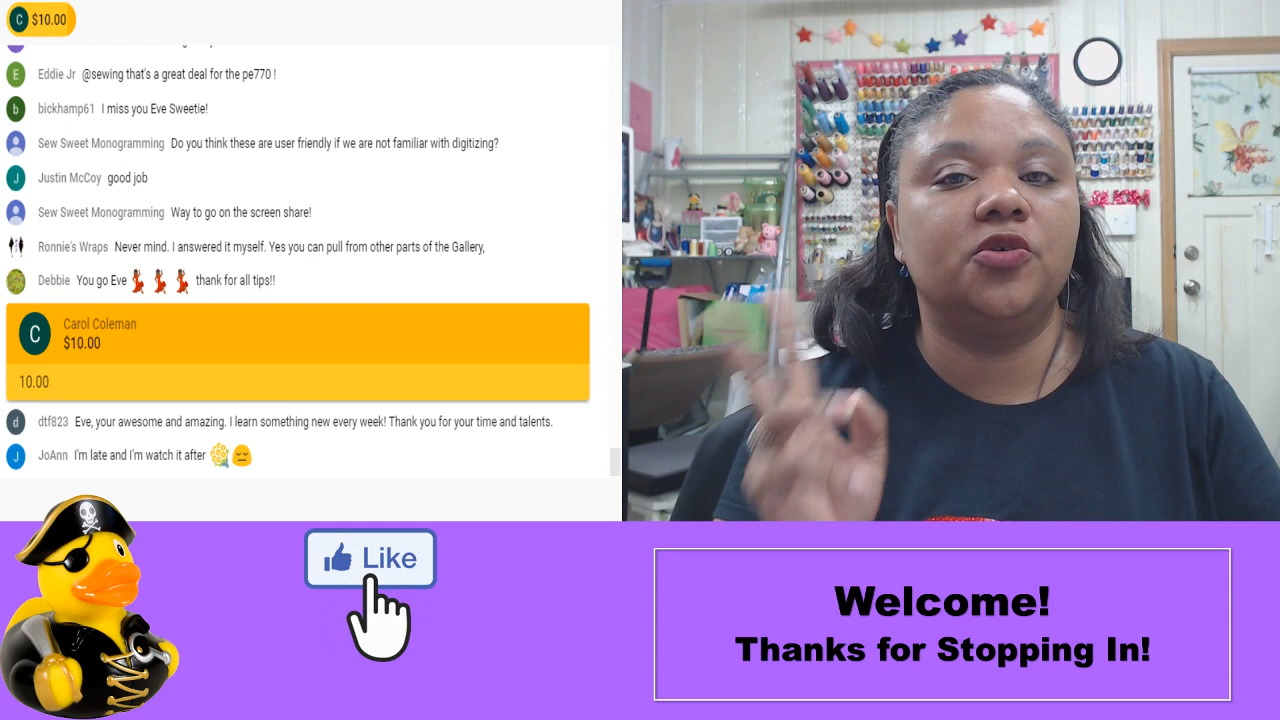 C $10.00
E Eddie Jr @sewing that's a great deal for the pe770 !
b bickhamp61 I miss you Eve Sweetie!
Sew Sweet Monogramming Do you think these are user friendly if we are not familiar with digitizing?
J Justin McCoy good job
Sew Sweet Monogramming Way to go on the screen share!
Ronnie's Wraps Never mind. I answered it myself. Yes you can pull from other parts of the Gallery,
Debbie You go Eve 💃 💃 💃 thank for all tips!!
C Carol Coleman
$10.00
10.00
d dtf823 Eve, your awesome and amazing. I learn something new every week! Thank you for your time and talents.
J JoAnn I'm late and I'm watch it after
Like
Welcome!
Thanks for Stopping In!